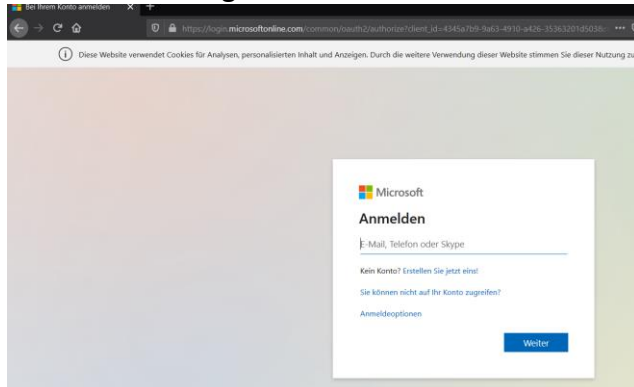 Bei Ihrem Konto anmelden
https://login.microsoftonline.com/common/oauth2/authorize?client_id=4345a7b9-9a63-4910-a426-35363201d503&
Diese Website verwendet Cookies für Analysen, personalisierten Inhalt und Anzeigen. Durch die weitere Verwendung dieser Website stimmen Sie dieser Nutzung zu
Microsoft
Anmelden
E-Mail, Telefon oder Skype
Kein Konto? Erstellen Sie jetzt eins!
Sie können nicht auf Ihr Konto zugreifen?
Anmeldeoptionen
Weiter